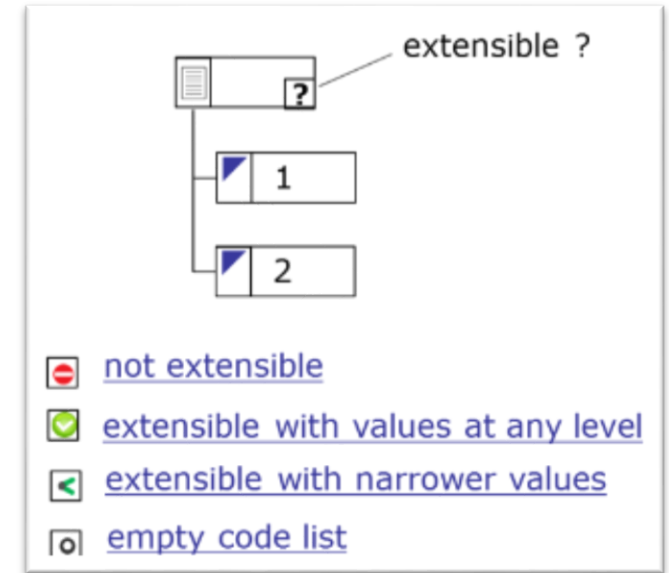 extensible ?
?
1
2
not extensible
extensible with values at any level
extensible with narrower values
empty code list